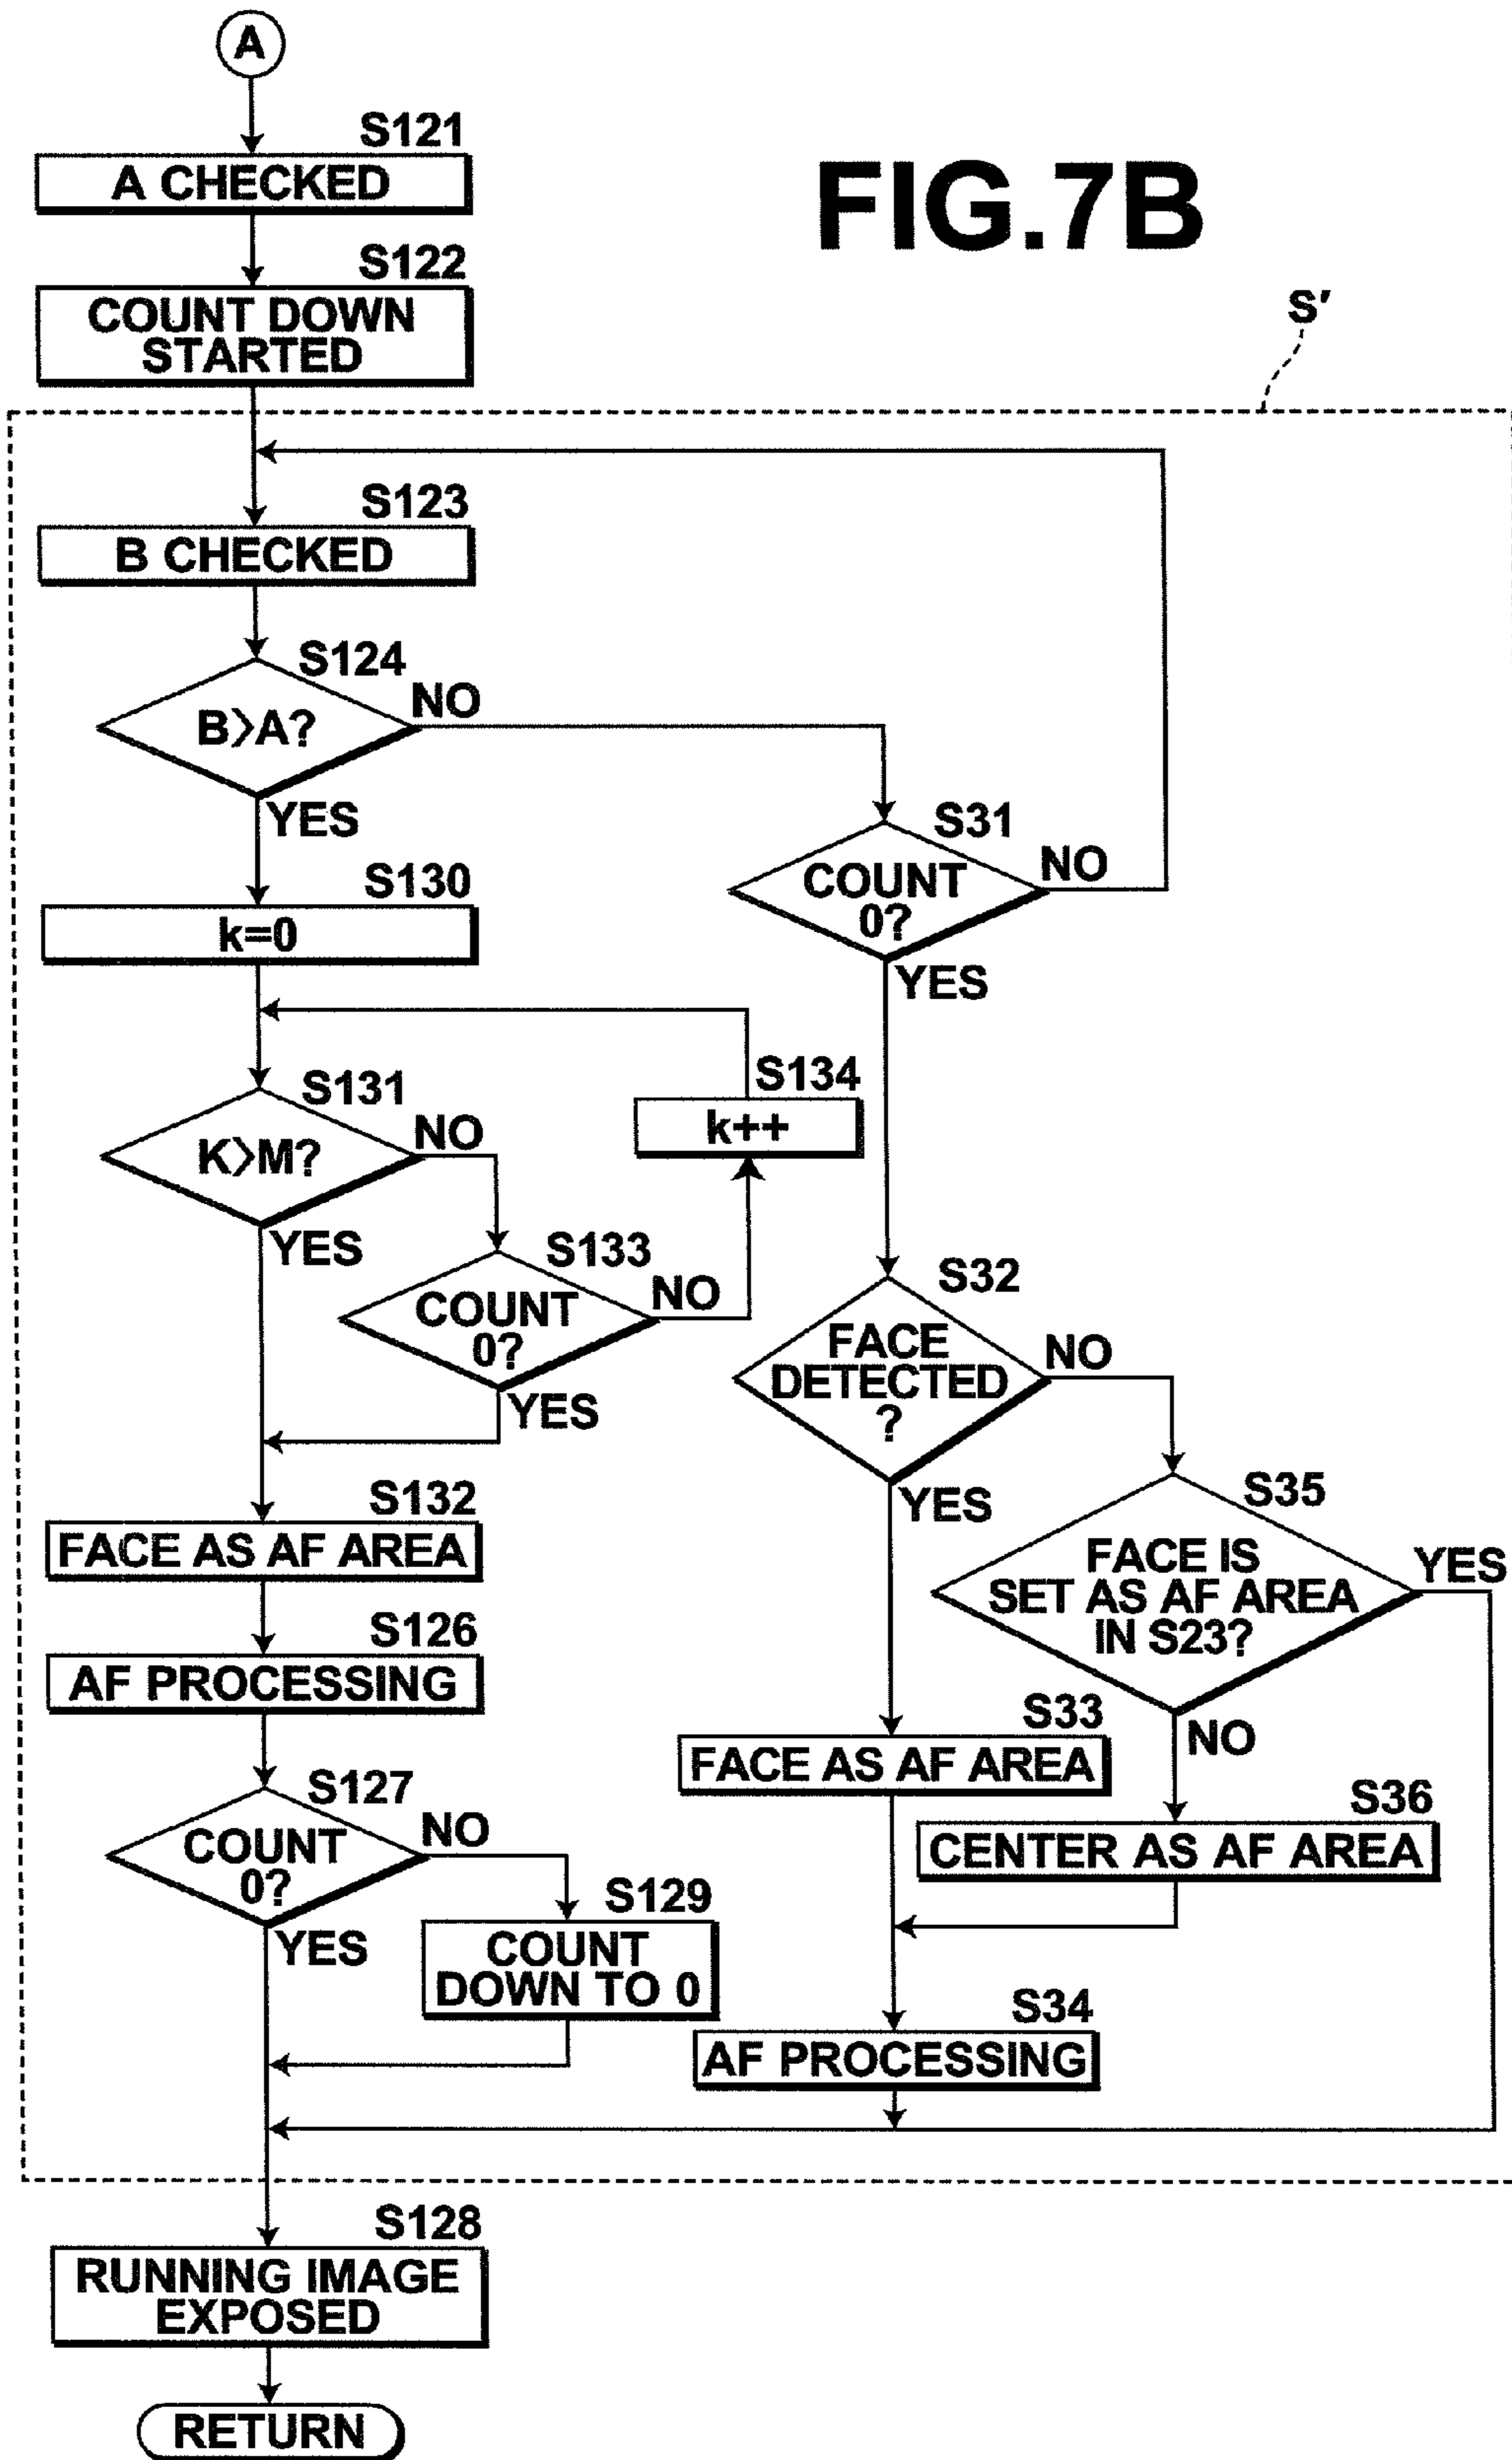 A
S121
A CHECKED
FIG.7B
S122
COUNT DOWN
STARTED
S'
S123
B CHECKED
S124
B>A?
NO
YES
S31
COUNT
0?
NO
YES
S130
k=0
S134
k++
S131
K>M?
NO
YES
S133
COUNT
0?
NO
YES
S32
FACE
DETECTED
?
NO
YES
S35
FACE IS
SET AS AF AREA
IN S23?
YES
NO
S132
FACE AS AF AREA
S126
AF PROCESSING
S33
FACE AS AF AREA
S36
CENTER AS AF AREA
S127
COUNT
0?
NO
YES
S129
COUNT
DOWN TO 0
S34
AF PROCESSING
S128
RUNNING IMAGE
EXPOSED
RETURN